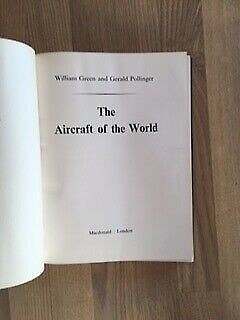 William Green and Gerald Pollinger
The
Aircraft of the World
Macdonald : London